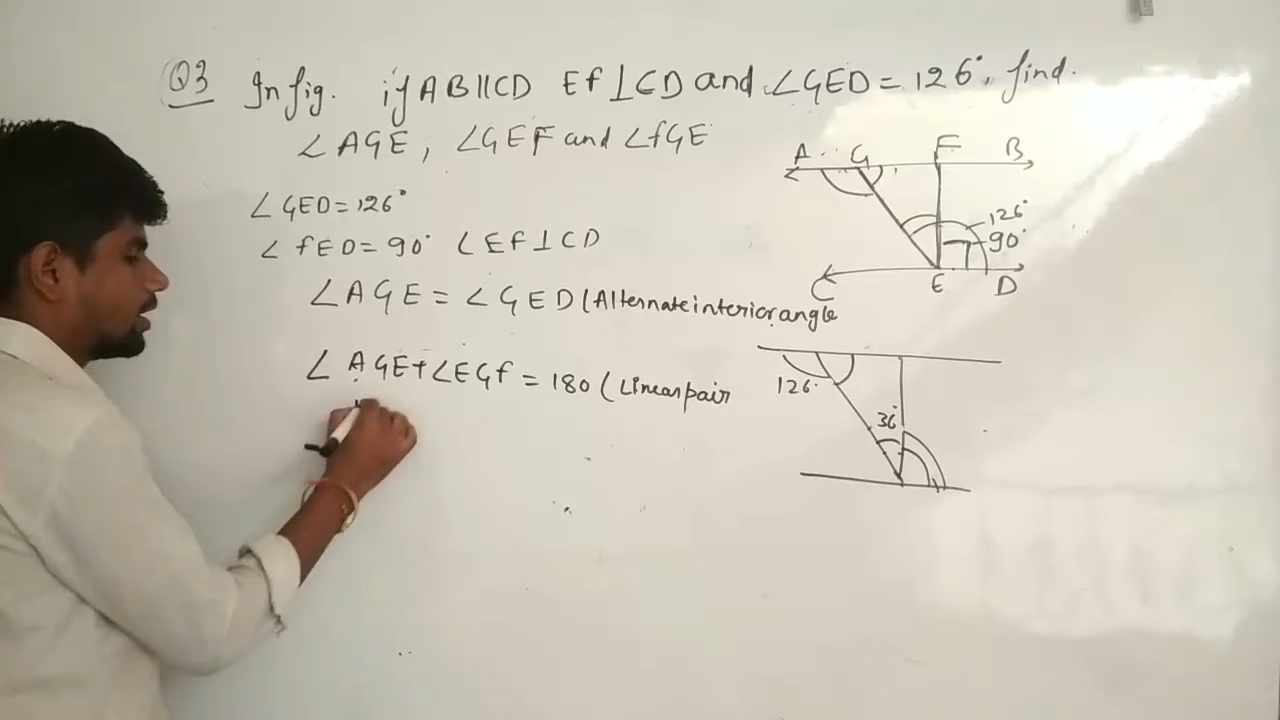 Q3 In fig. if AB||CD Ef⊥CD and ∠GED = 126°, find.
∠AGE, ∠GEF and ∠fGE
∠GED = 126°
∠fED = 90° ∠Ef⊥CD
∠AGE = ∠GED (Alternate interior angle
∠AGE + ∠EGf = 180 (Linear pair
A G F B
126°
90°
C E D
126°
36°